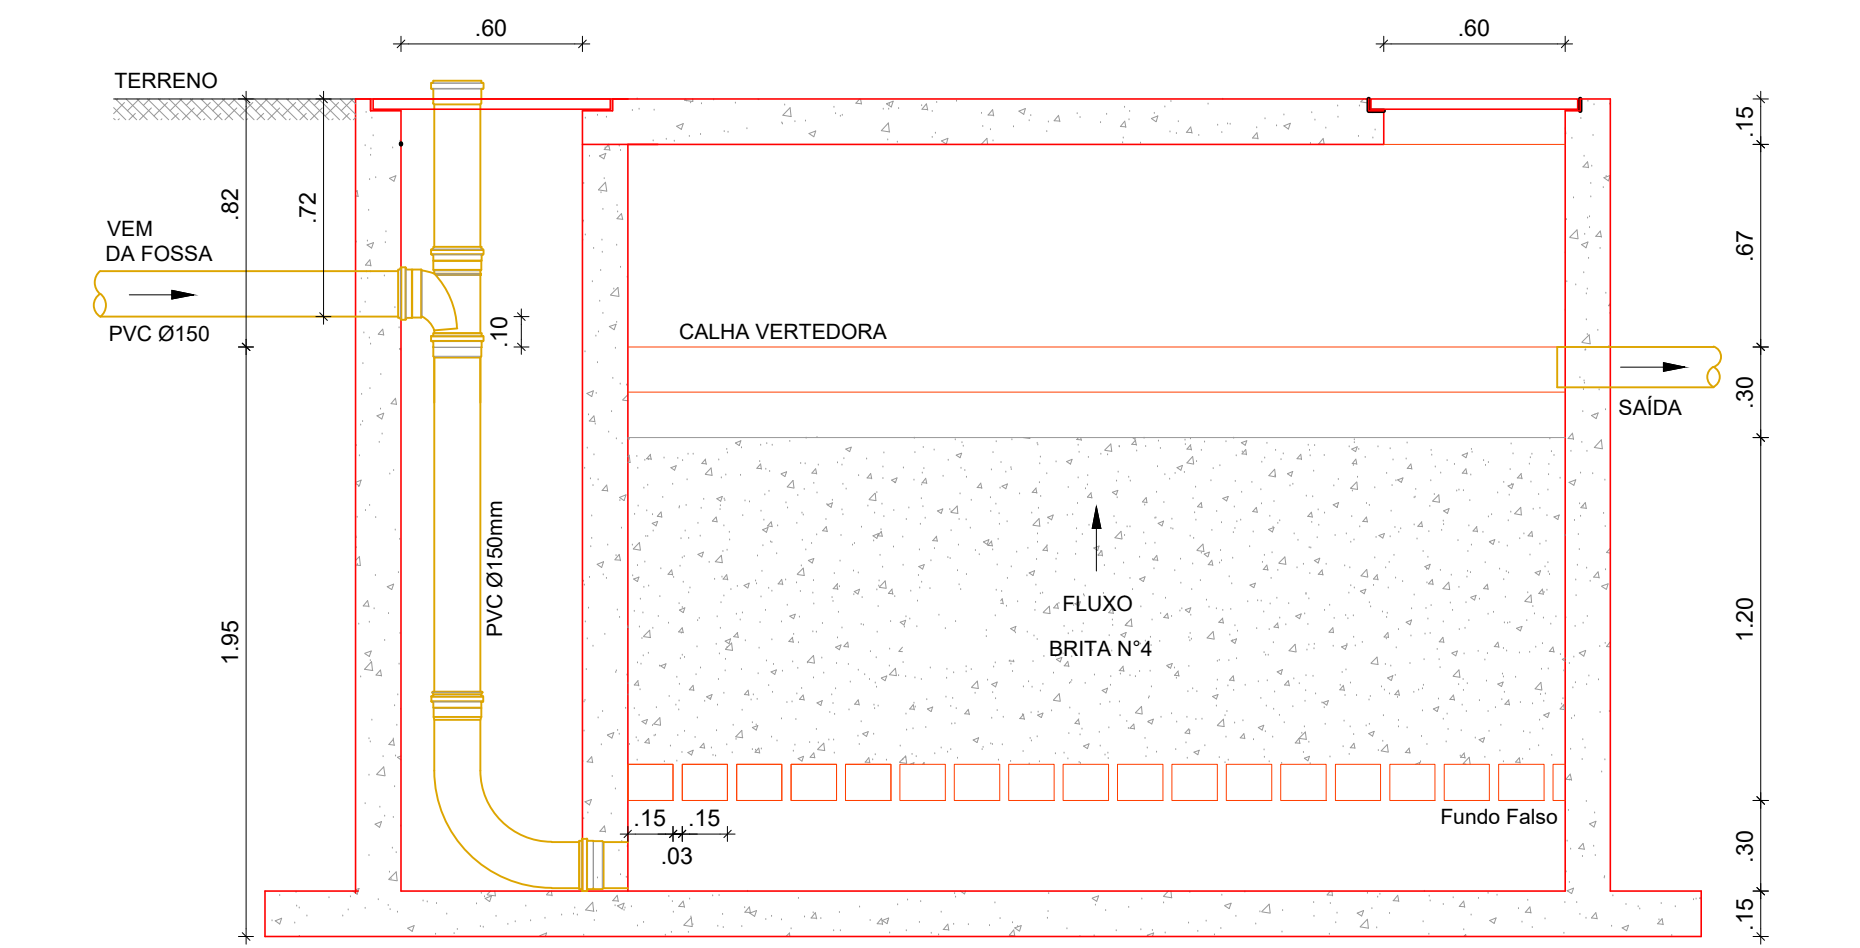 .60
.60
TERRENO
.15
.82
.72
VEM
DA FOSSA
.67
PVC Ø150
.10
CALHA VERTEDORA
.30
SAÍDA
PVC Ø150mm
FLUXO
1.20
1.95
BRITA N°4
.15
.15
Fundo Falso
.03
.30
.15